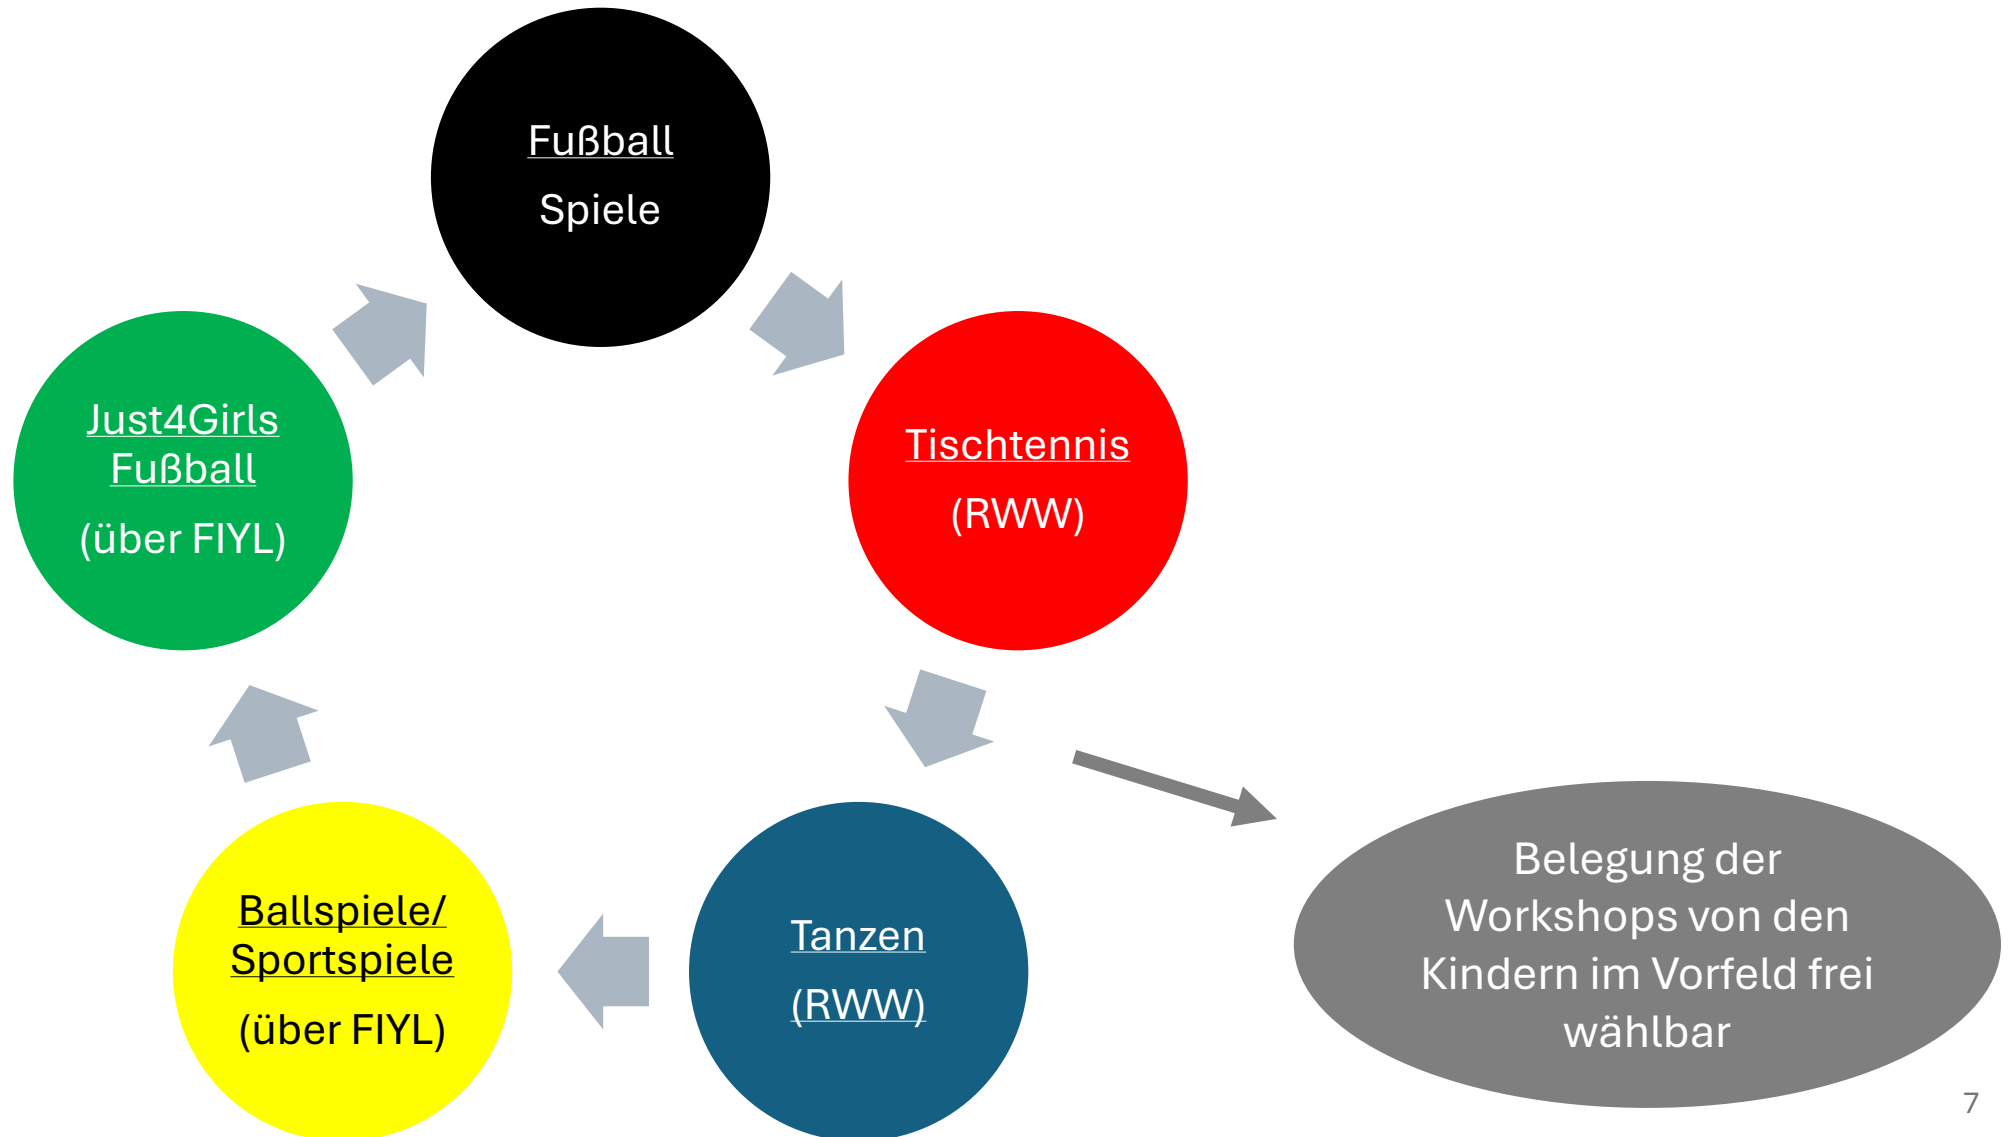 Fußball
Spiele
Tischtennis
(RWW)
Tanzen
(RWW)
Ballspiele/
Sportspiele
(über FIYL)
Just4Girls
Fußball
(über FIYL)
Belegung der
Workshops von den
Kindern im Vorfeld frei
wählbar
7